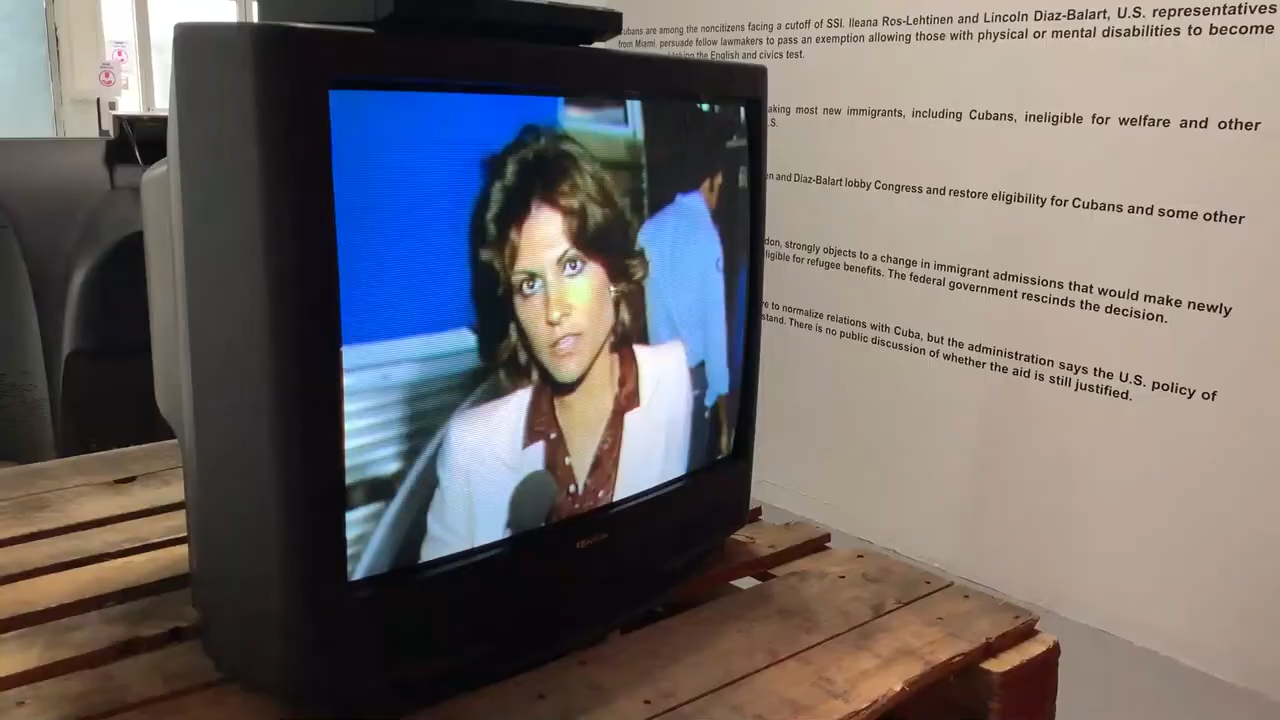 Cubans are among the noncitizens facing a cutoff of SSI. Ileana Ros-Lehtinen and Lincoln Diaz-Balart, U.S. representatives
from Miami, persuade fellow lawmakers to pass an exemption allowing those with physical or mental disabilities to become
the English and civics test.
aking most new immigrants, including Cubans, ineligible for welfare and other
.S.
n and Diaz-Balart lobby Congress and restore eligibility for Cubans and some other
don, strongly objects to a change in immigrant admissions that would make newly
ligible for refugee benefits. The federal government rescinds the decision.
e to normalize relations with Cuba, but the administration says the U.S. policy of
stand. There is no public discussion of whether the aid is still justified.